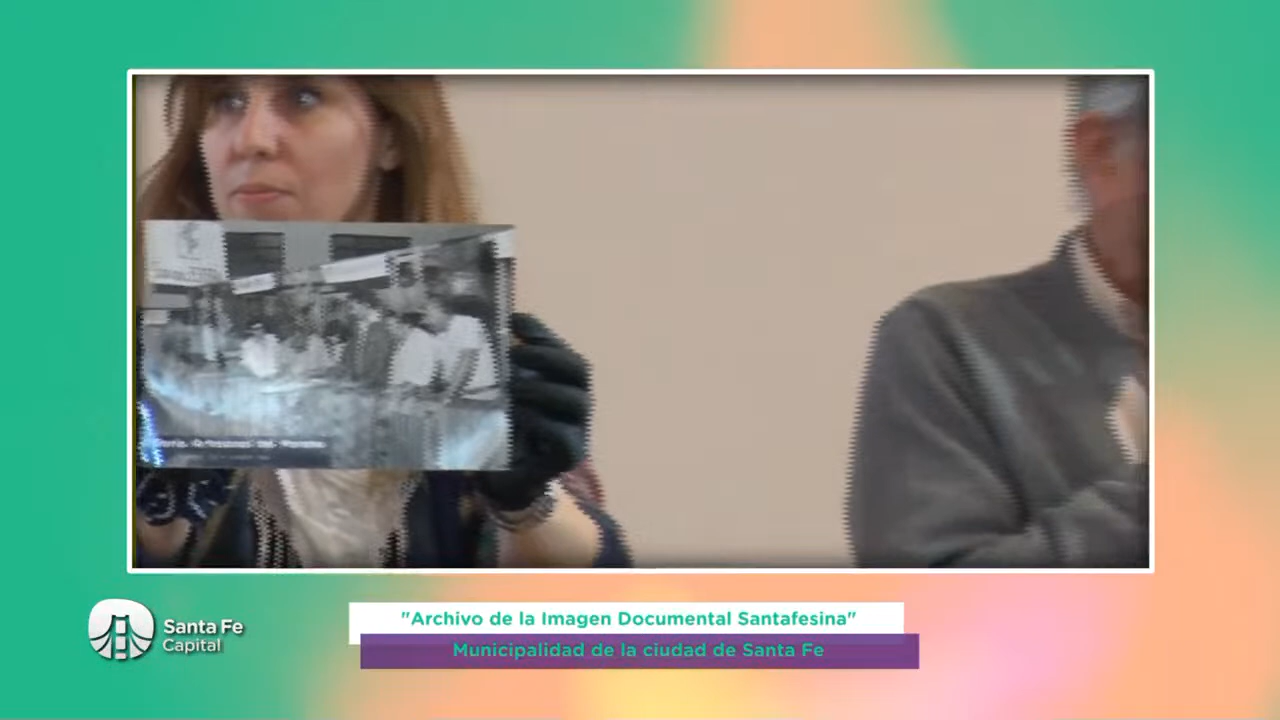 Santa Fe
Capital
"Archivo de la Imagen Documental Santafesina"
Municipalidad de la ciudad de Santa Fe